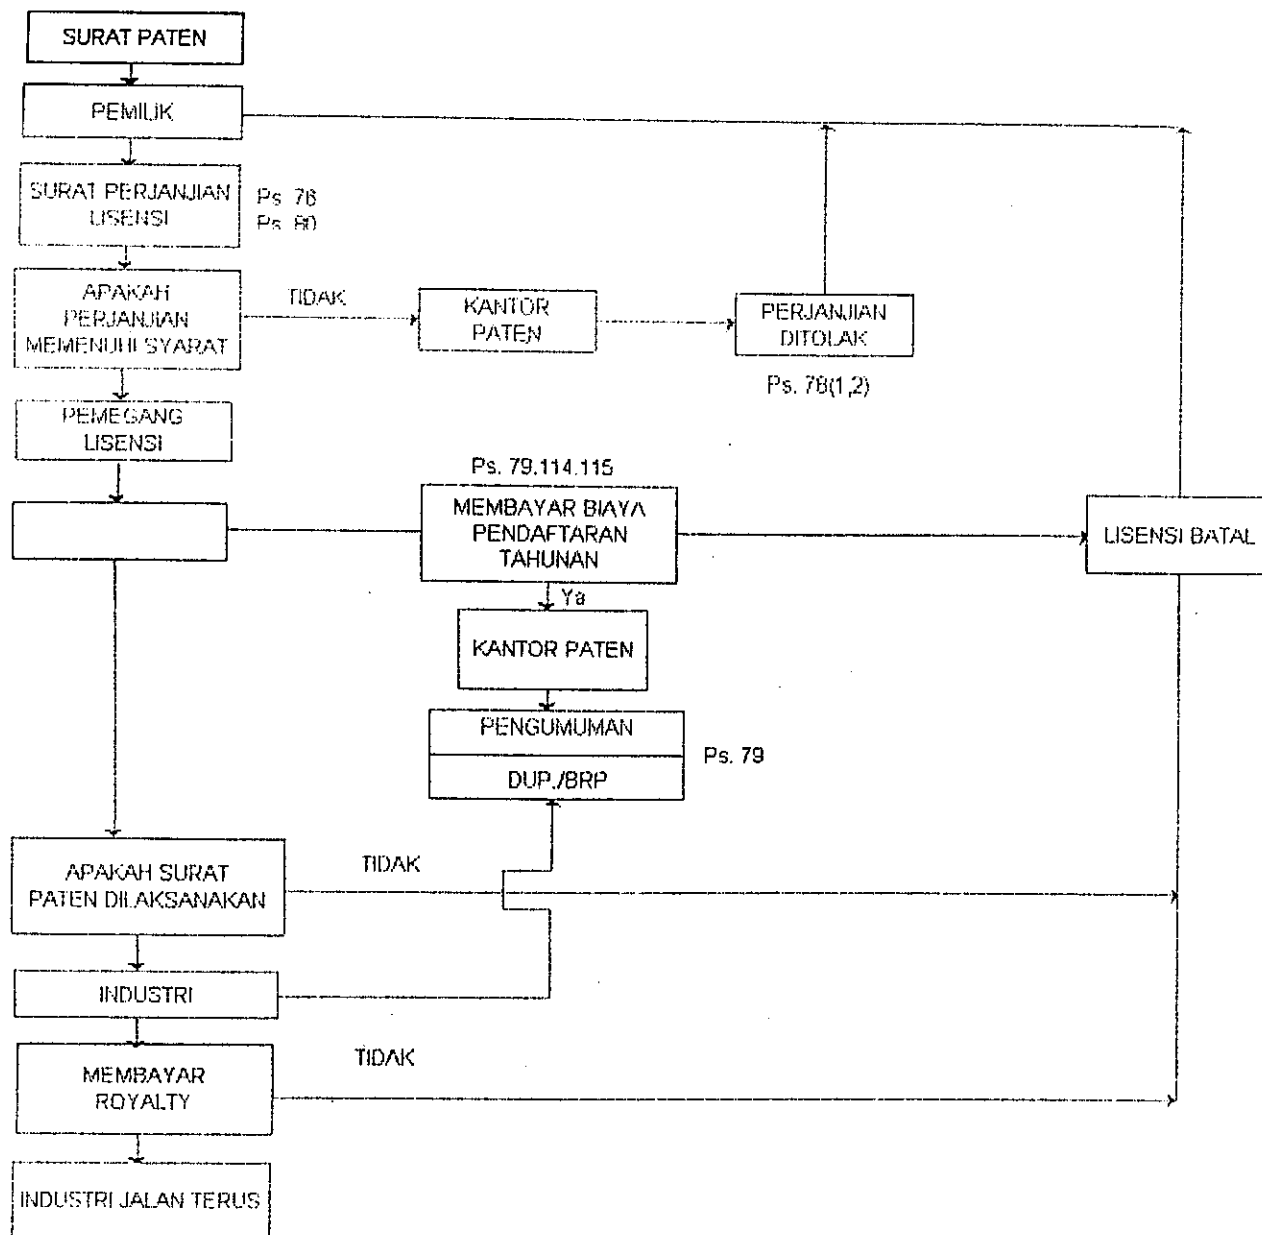 SURAT PATEN
PEMILIK
SURAT PERJANJIAN
LISENSI
Ps. 76
Ps. 80
APAKAH
PERJANJIAN
MEMENUHI SYARAT
TIDAK
KANTOR
PATEN
PERJANJIAN
DITOLAK
Ps. 78(1,2)
PEMEGANG
LISENSI
Ps. 79.114.115
MEMBAYAR BIAYA
PENDAFTARAN
TAHUNAN
LISENSI BATAL
Ya
KANTOR PATEN
PENGUMUMAN
DUP./BRP
Ps. 79
APAKAH SURAT
PATEN DILAKSANAKAN
TIDAK
INDUSTRI
MEMBAYAR
ROYALTY
TIDAK
INDUSTRI JALAN TERUS